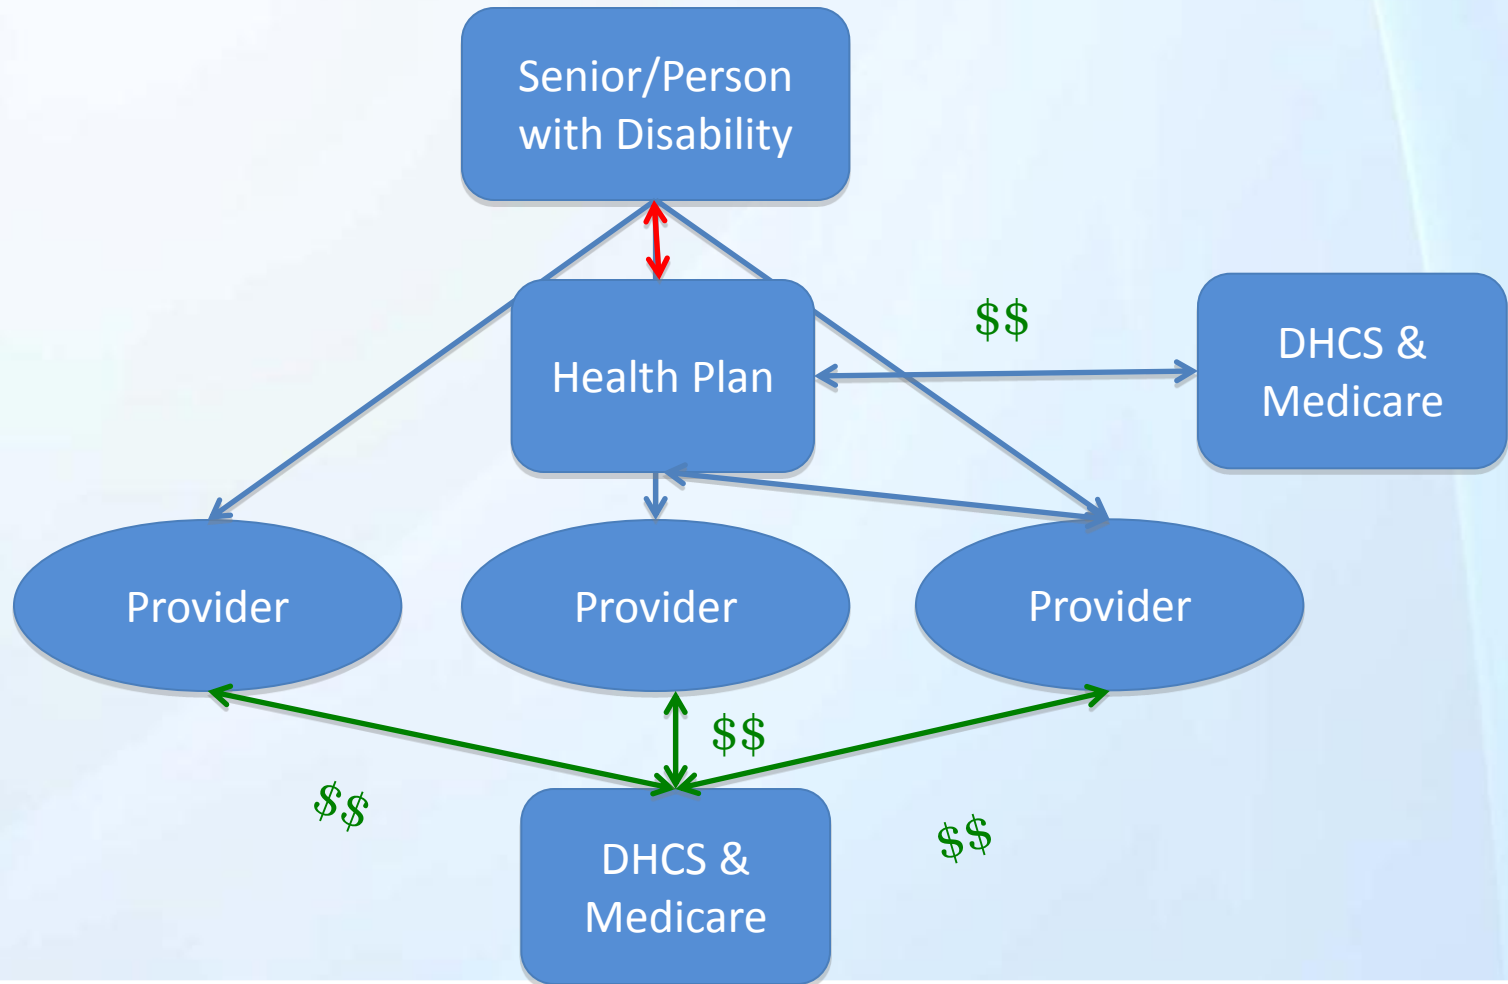 Senior/Person
with Disability
$$
Health Plan
DHCS &
Medicare
Provider
Provider
Provider
$$
$$
$$
DHCS &
Medicare